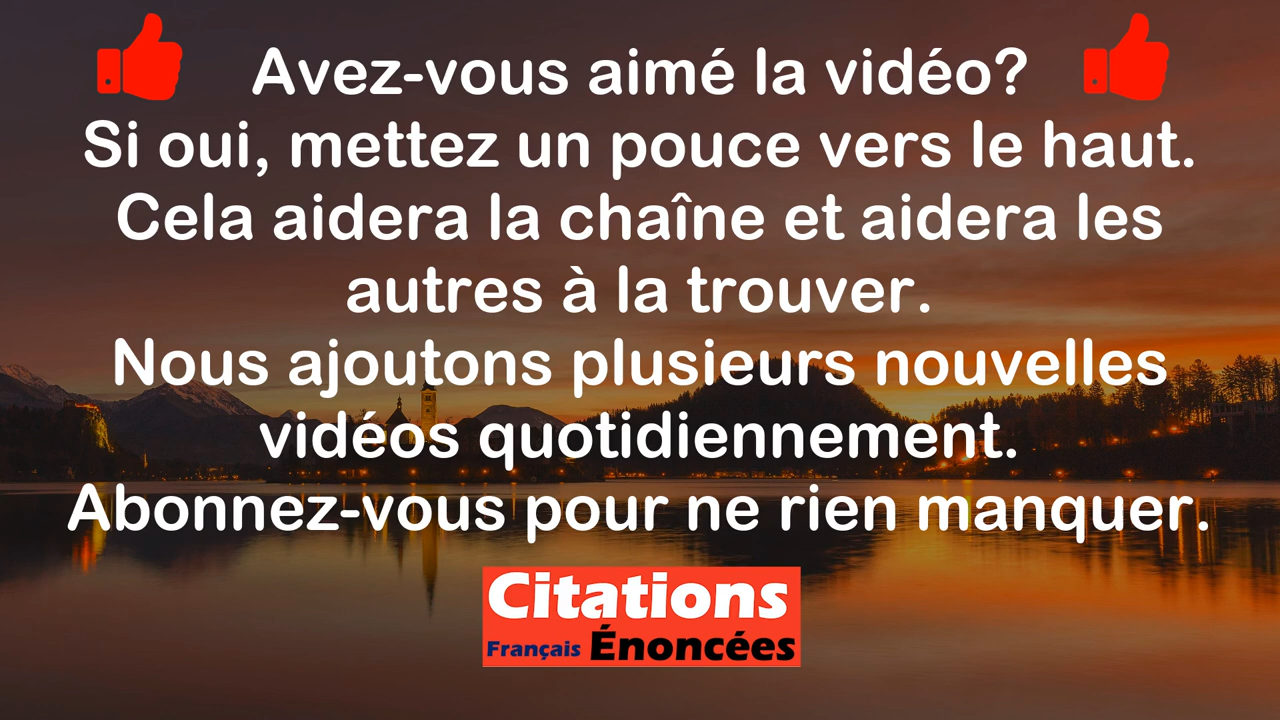 Avez-vous aimé la vidéo?
Si oui, mettez un pouce vers le haut.
Cela aidera la chaîne et aidera les
autres à la trouver.
Nous ajoutons plusieurs nouvelles
vidéos quotidiennement.
Abonnez-vous pour ne rien manquer.
Citations
Français Énoncées